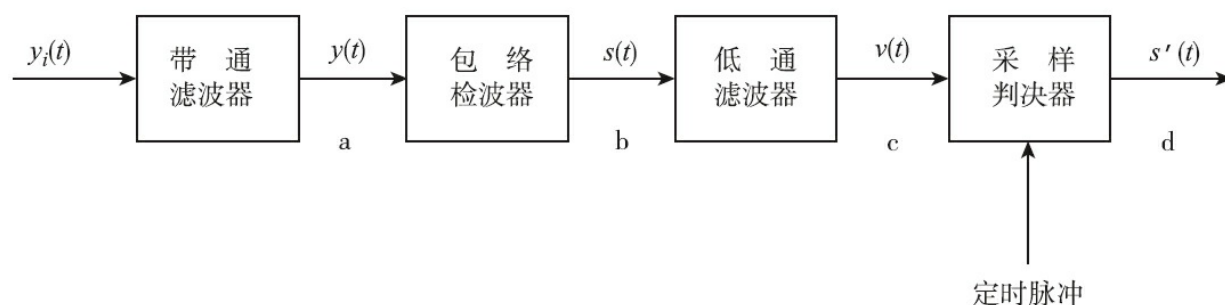 yᵢ(t)
带 通
滤波器
y(t)
a
包 络
检波器
s(t)
b
低 通
滤波器
v(t)
c
采 样
判决器
s′(t)
d
定时脉冲